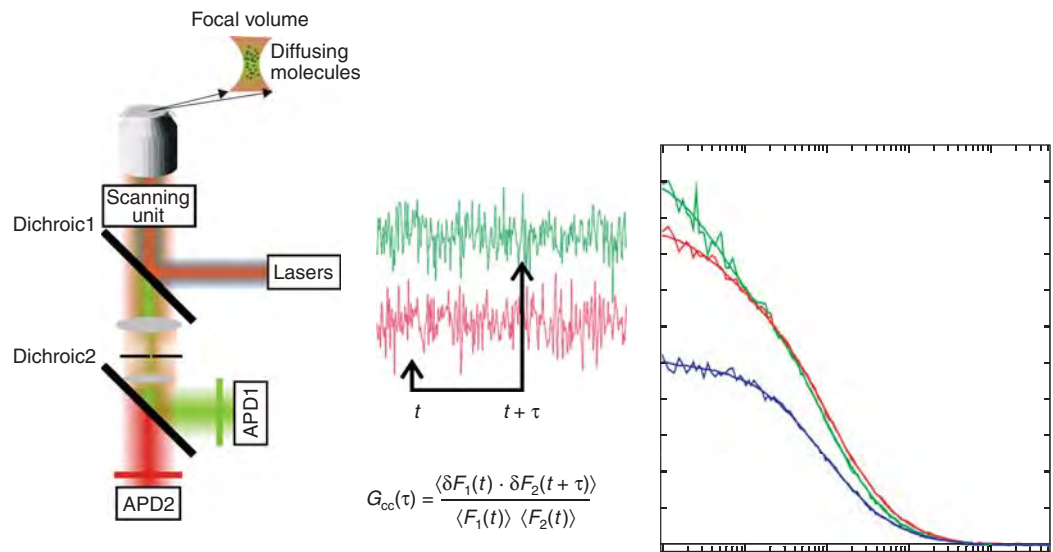 Focal volume
Diffusing
molecules
Scanning
unit
Dichroic1
Lasers
Dichroic2
APD1
APD2
t
t + τ
G_cc(τ) = ⟨δF_1(t) · δF_2(t + τ)⟩ / ⟨F_1(t)⟩ ⟨F_2(t)⟩